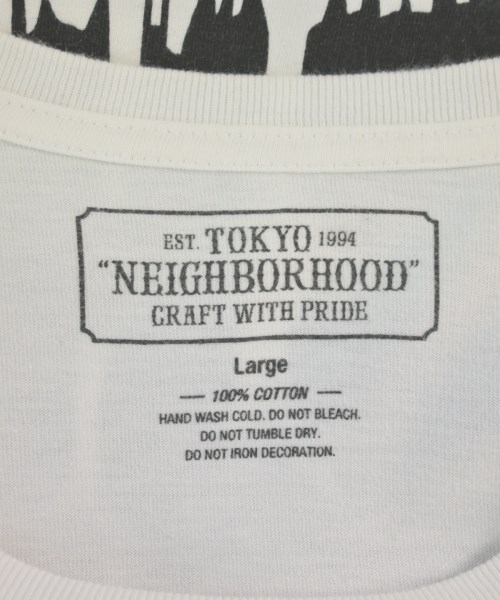 EST. TOKYO 1994
“NEIGHBORHOOD”
CRAFT WITH PRIDE
Large
— 100% COTTON —
HAND WASH COLD. DO NOT BLEACH.
DO NOT TUMBLE DRY.
DO NOT IRON DECORATION.